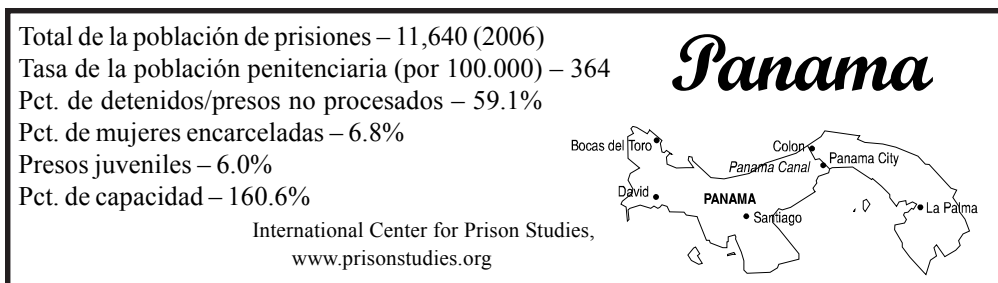 Total de la población de prisiones – 11,640 (2006)
Tasa de la población penitenciaria (por 100.000) – 364
Pct. de detenidos/presos no procesados – 59.1%
Pct. de mujeres encarceladas – 6.8%
Presos juveniles – 6.0%
Pct. de capacidad – 160.6%
International Center for Prison Studies,
www.prisonstudies.org
Panama
Bocas del Toro
Colon
Panama Canal
Panama City
David
PANAMA
Santiago
La Palma